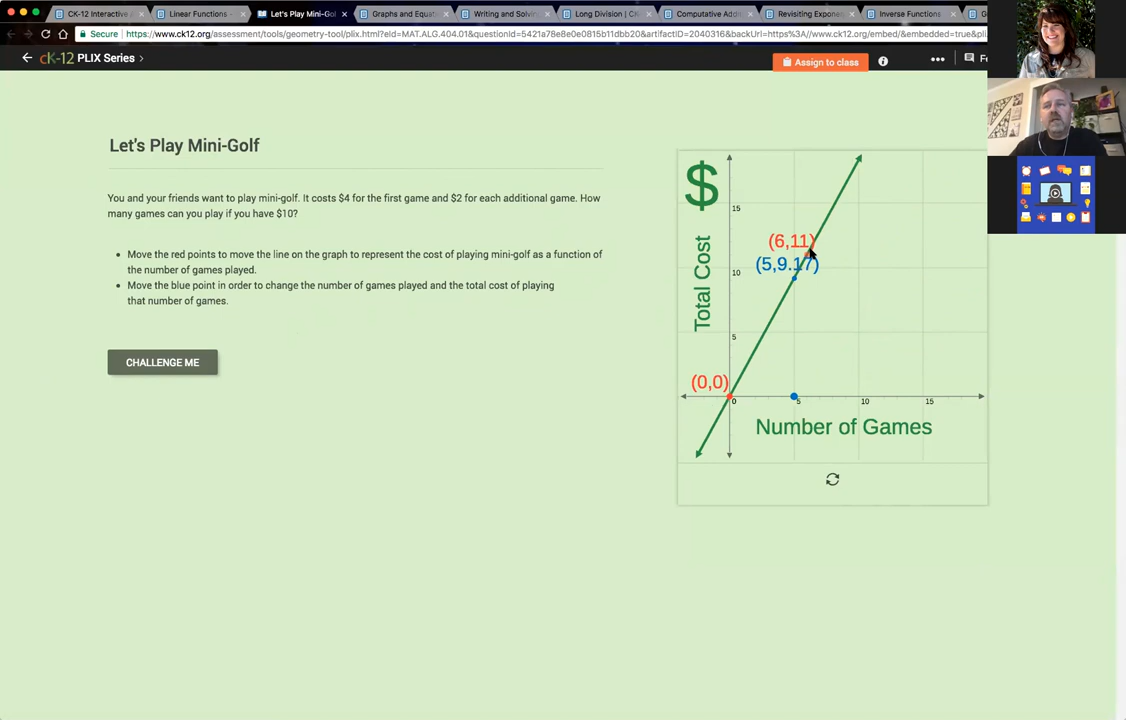 CK-12 Interactive
Linear Functions -
Let's Play Mini-Gol
Graphs and Equat
Writing and Solvin
Long Division | CK
Computative Addi
Revisiting Expone
Inverse Functions
Secure https://www.ck12.org/assessment/tools/geometry-tool/plix.html?eId=MAT.ALG.404.01&questionId=5421a78e8e0e0815b11dbb20&artifactID=2040316&backUrl=https%3A//www.ck12.org/embed/&embedded=true&pli
cK-12 PLIX Series
Assign to class
Fe
Let's Play Mini-Golf
You and your friends want to play mini-golf. It costs $4 for the first game and $2 for each additional game. How
many games can you play if you have $10?
• Move the red points to move the line on the graph to represent the cost of playing mini-golf as a function of
the number of games played.
• Move the blue point in order to change the number of games played and the total cost of playing
that number of games.
CHALLENGE ME
$
Total Cost
15
(6,11)
(5,9.17)
10
5
(0,0)
0 5 10 15
Number of Games